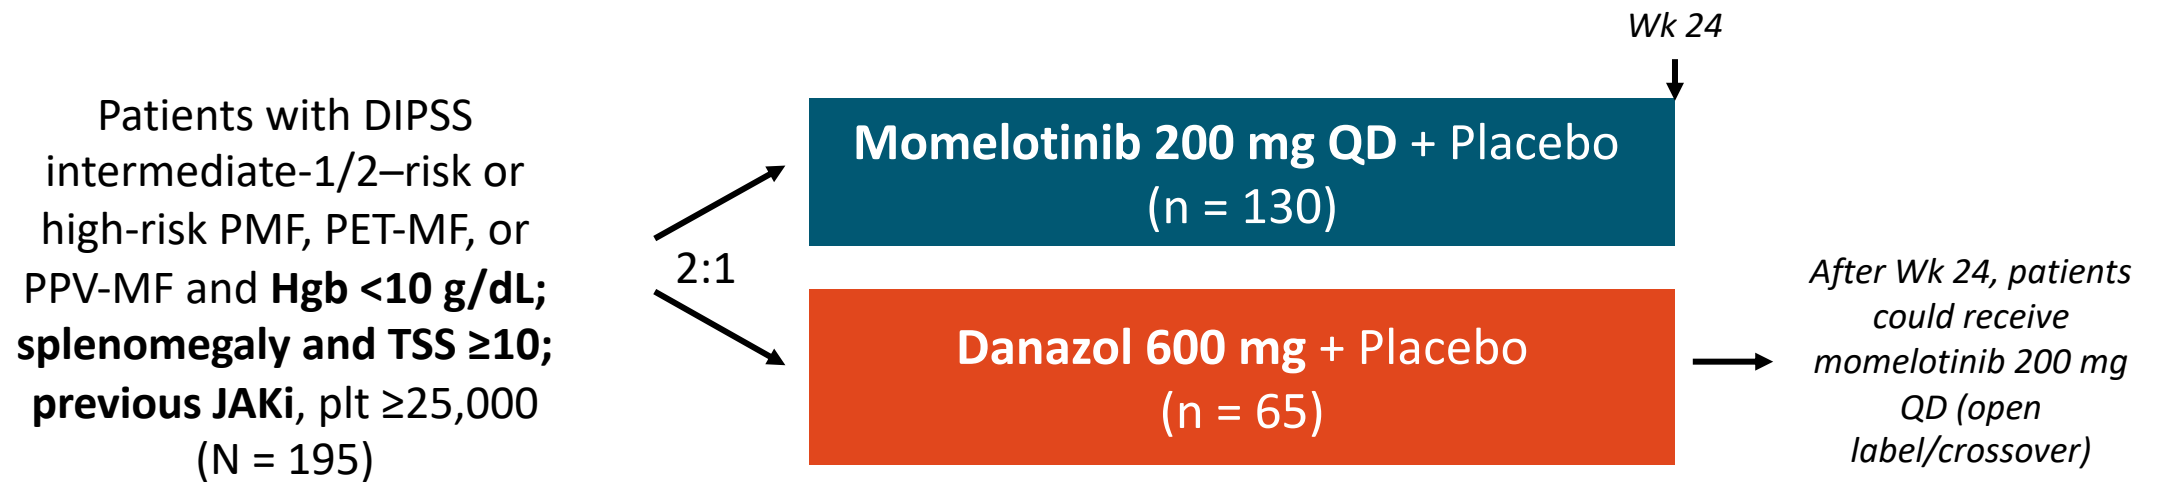 Wk 24
Patients with DIPSS
intermediate-1/2–risk or
high-risk PMF, PET-MF, or
PPV-MF and Hgb <10 g/dL;
splenomegaly and TSS ≥10;
previous JAKi, plt ≥25,000
(N = 195)
2:1
Momelotinib 200 mg QD + Placebo
(n = 130)
Danazol 600 mg + Placebo
(n = 65)
After Wk 24, patients
could receive
momelotinib 200 mg
QD (open
label/crossover)